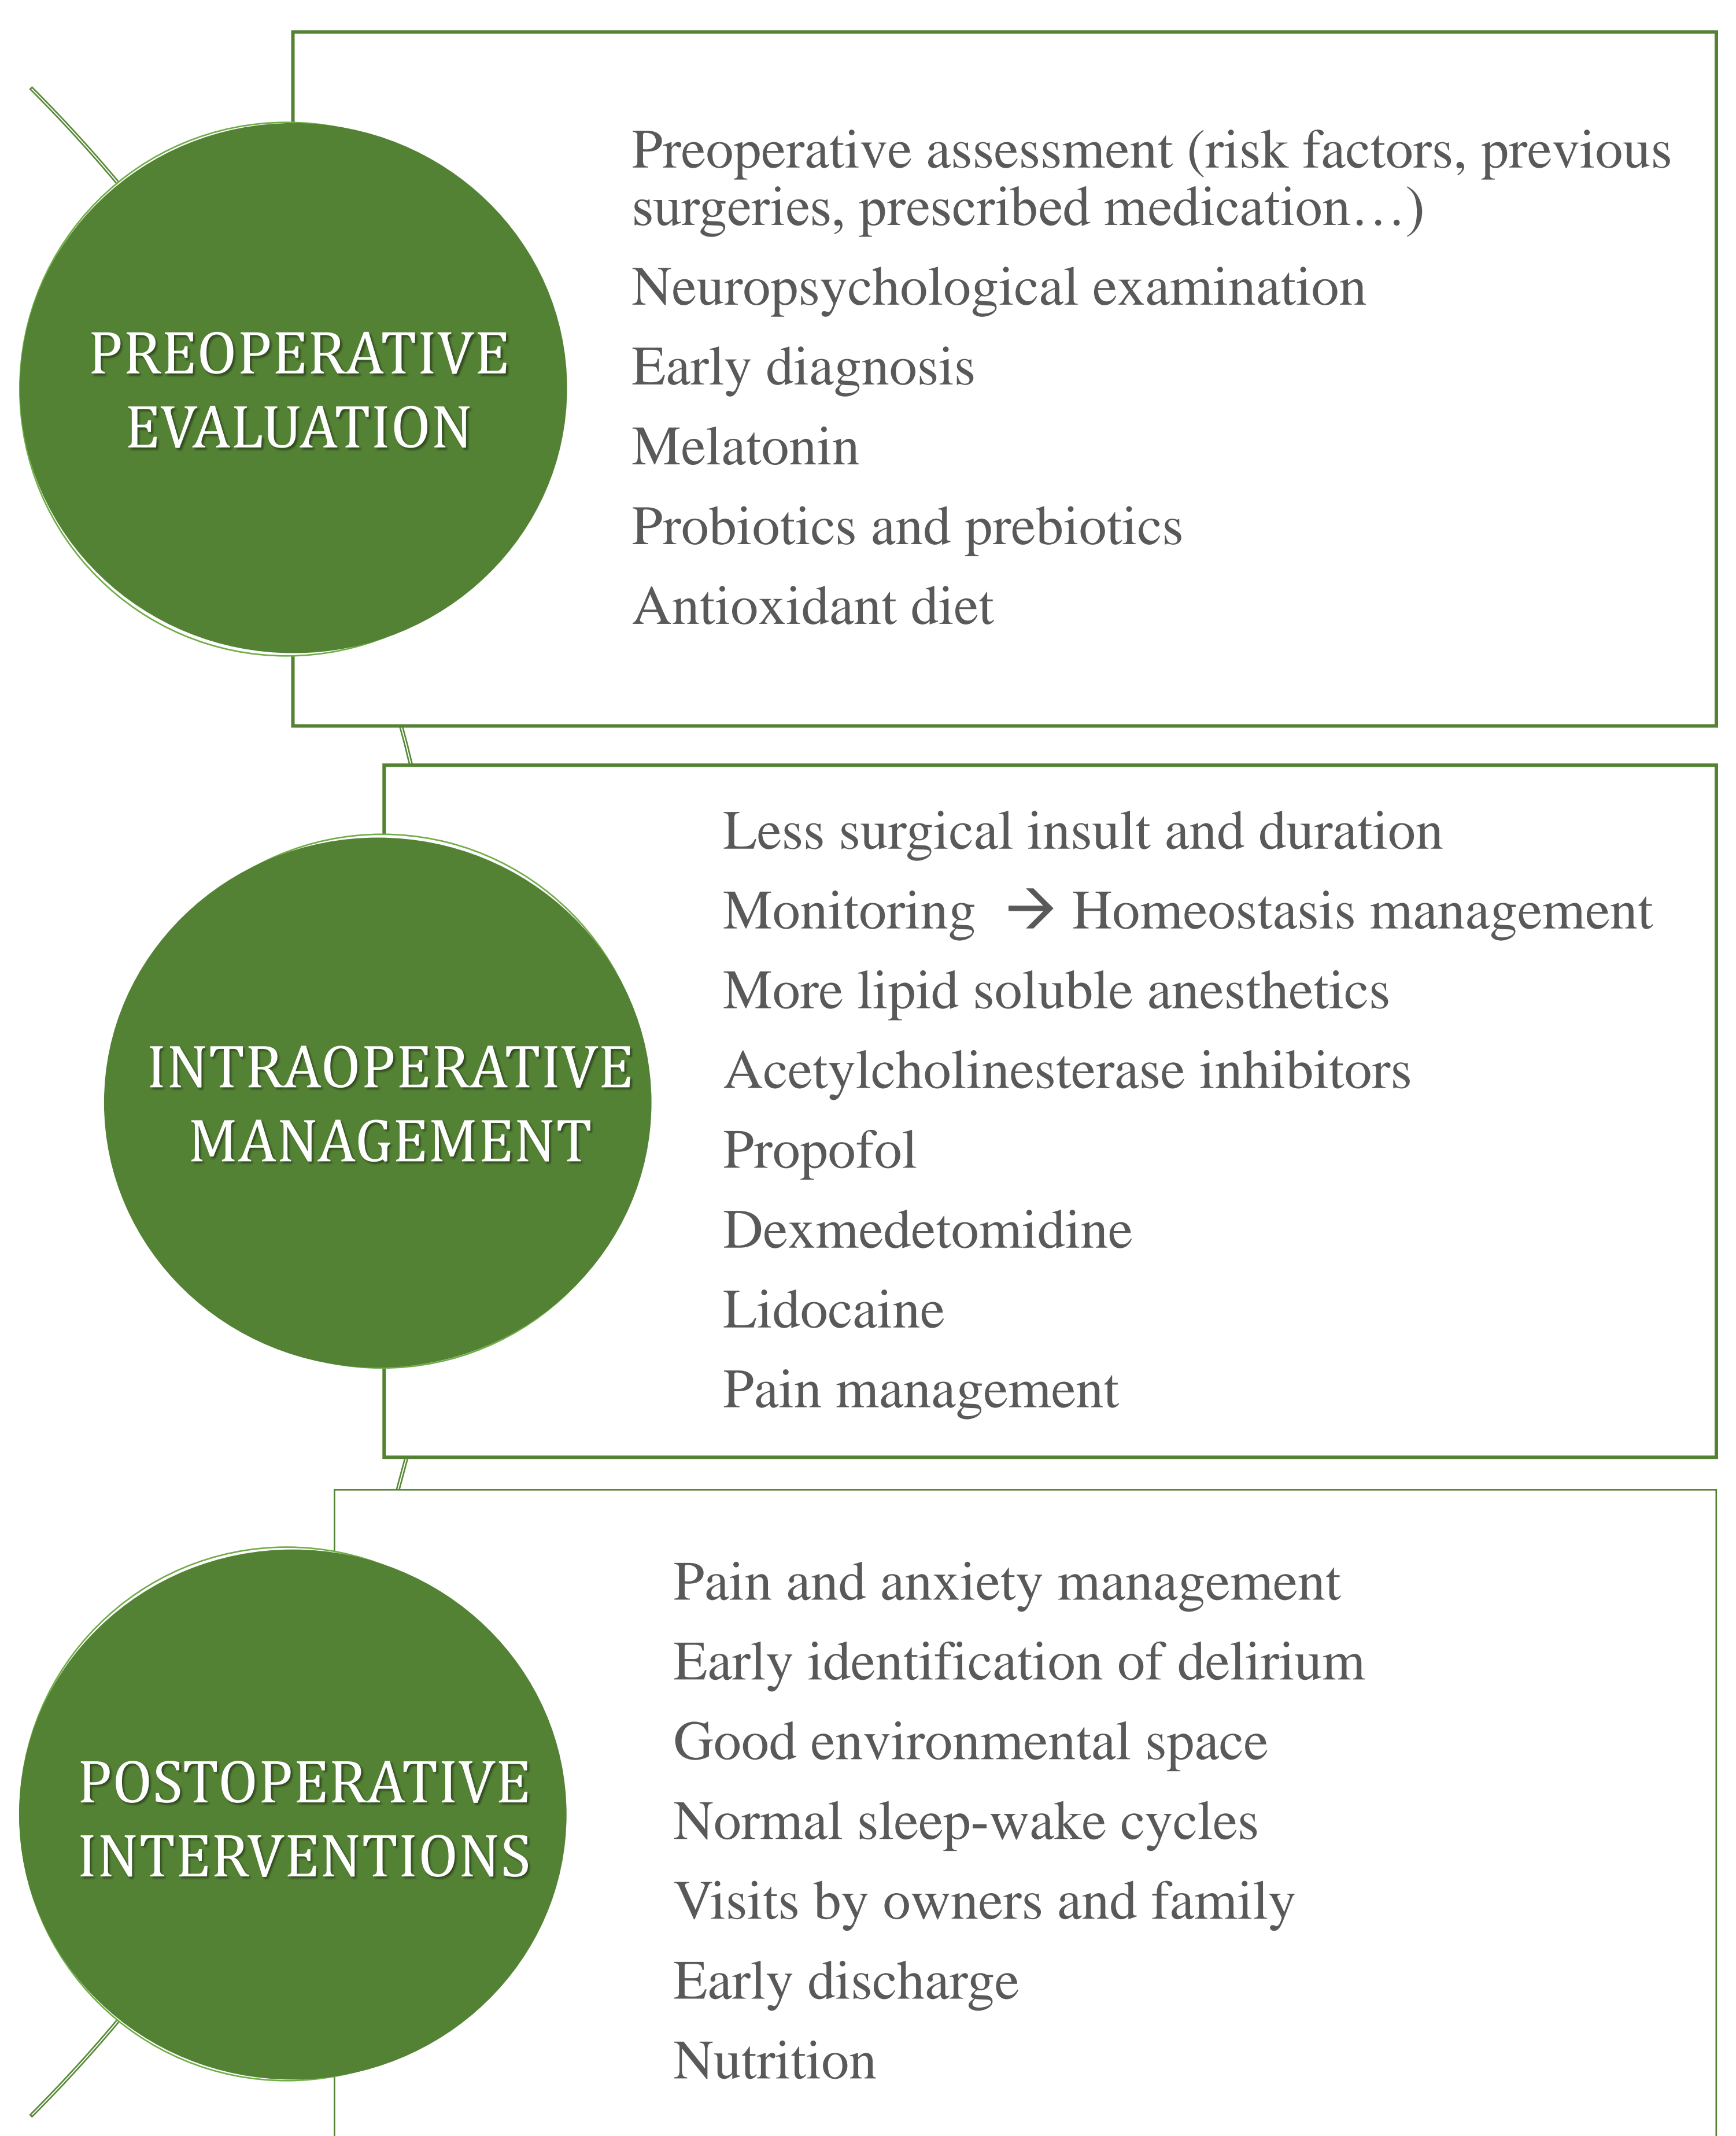 PREOPERATIVE
EVALUATION
Preoperative assessment (risk factors, previous
surgeries, prescribed medication…)
Neuropsychological examination
Early diagnosis
Melatonin
Probiotics and prebiotics
Antioxidant diet
INTRAOPERATIVE
MANAGEMENT
Less surgical insult and duration
Monitoring → Homeostasis management
More lipid soluble anesthetics
Acetylcholinesterase inhibitors
Propofol
Dexmedetomidine
Lidocaine
Pain management
POSTOPERATIVE
INTERVENTIONS
Pain and anxiety management
Early identification of delirium
Good environmental space
Normal sleep-wake cycles
Visits by owners and family
Early discharge
Nutrition